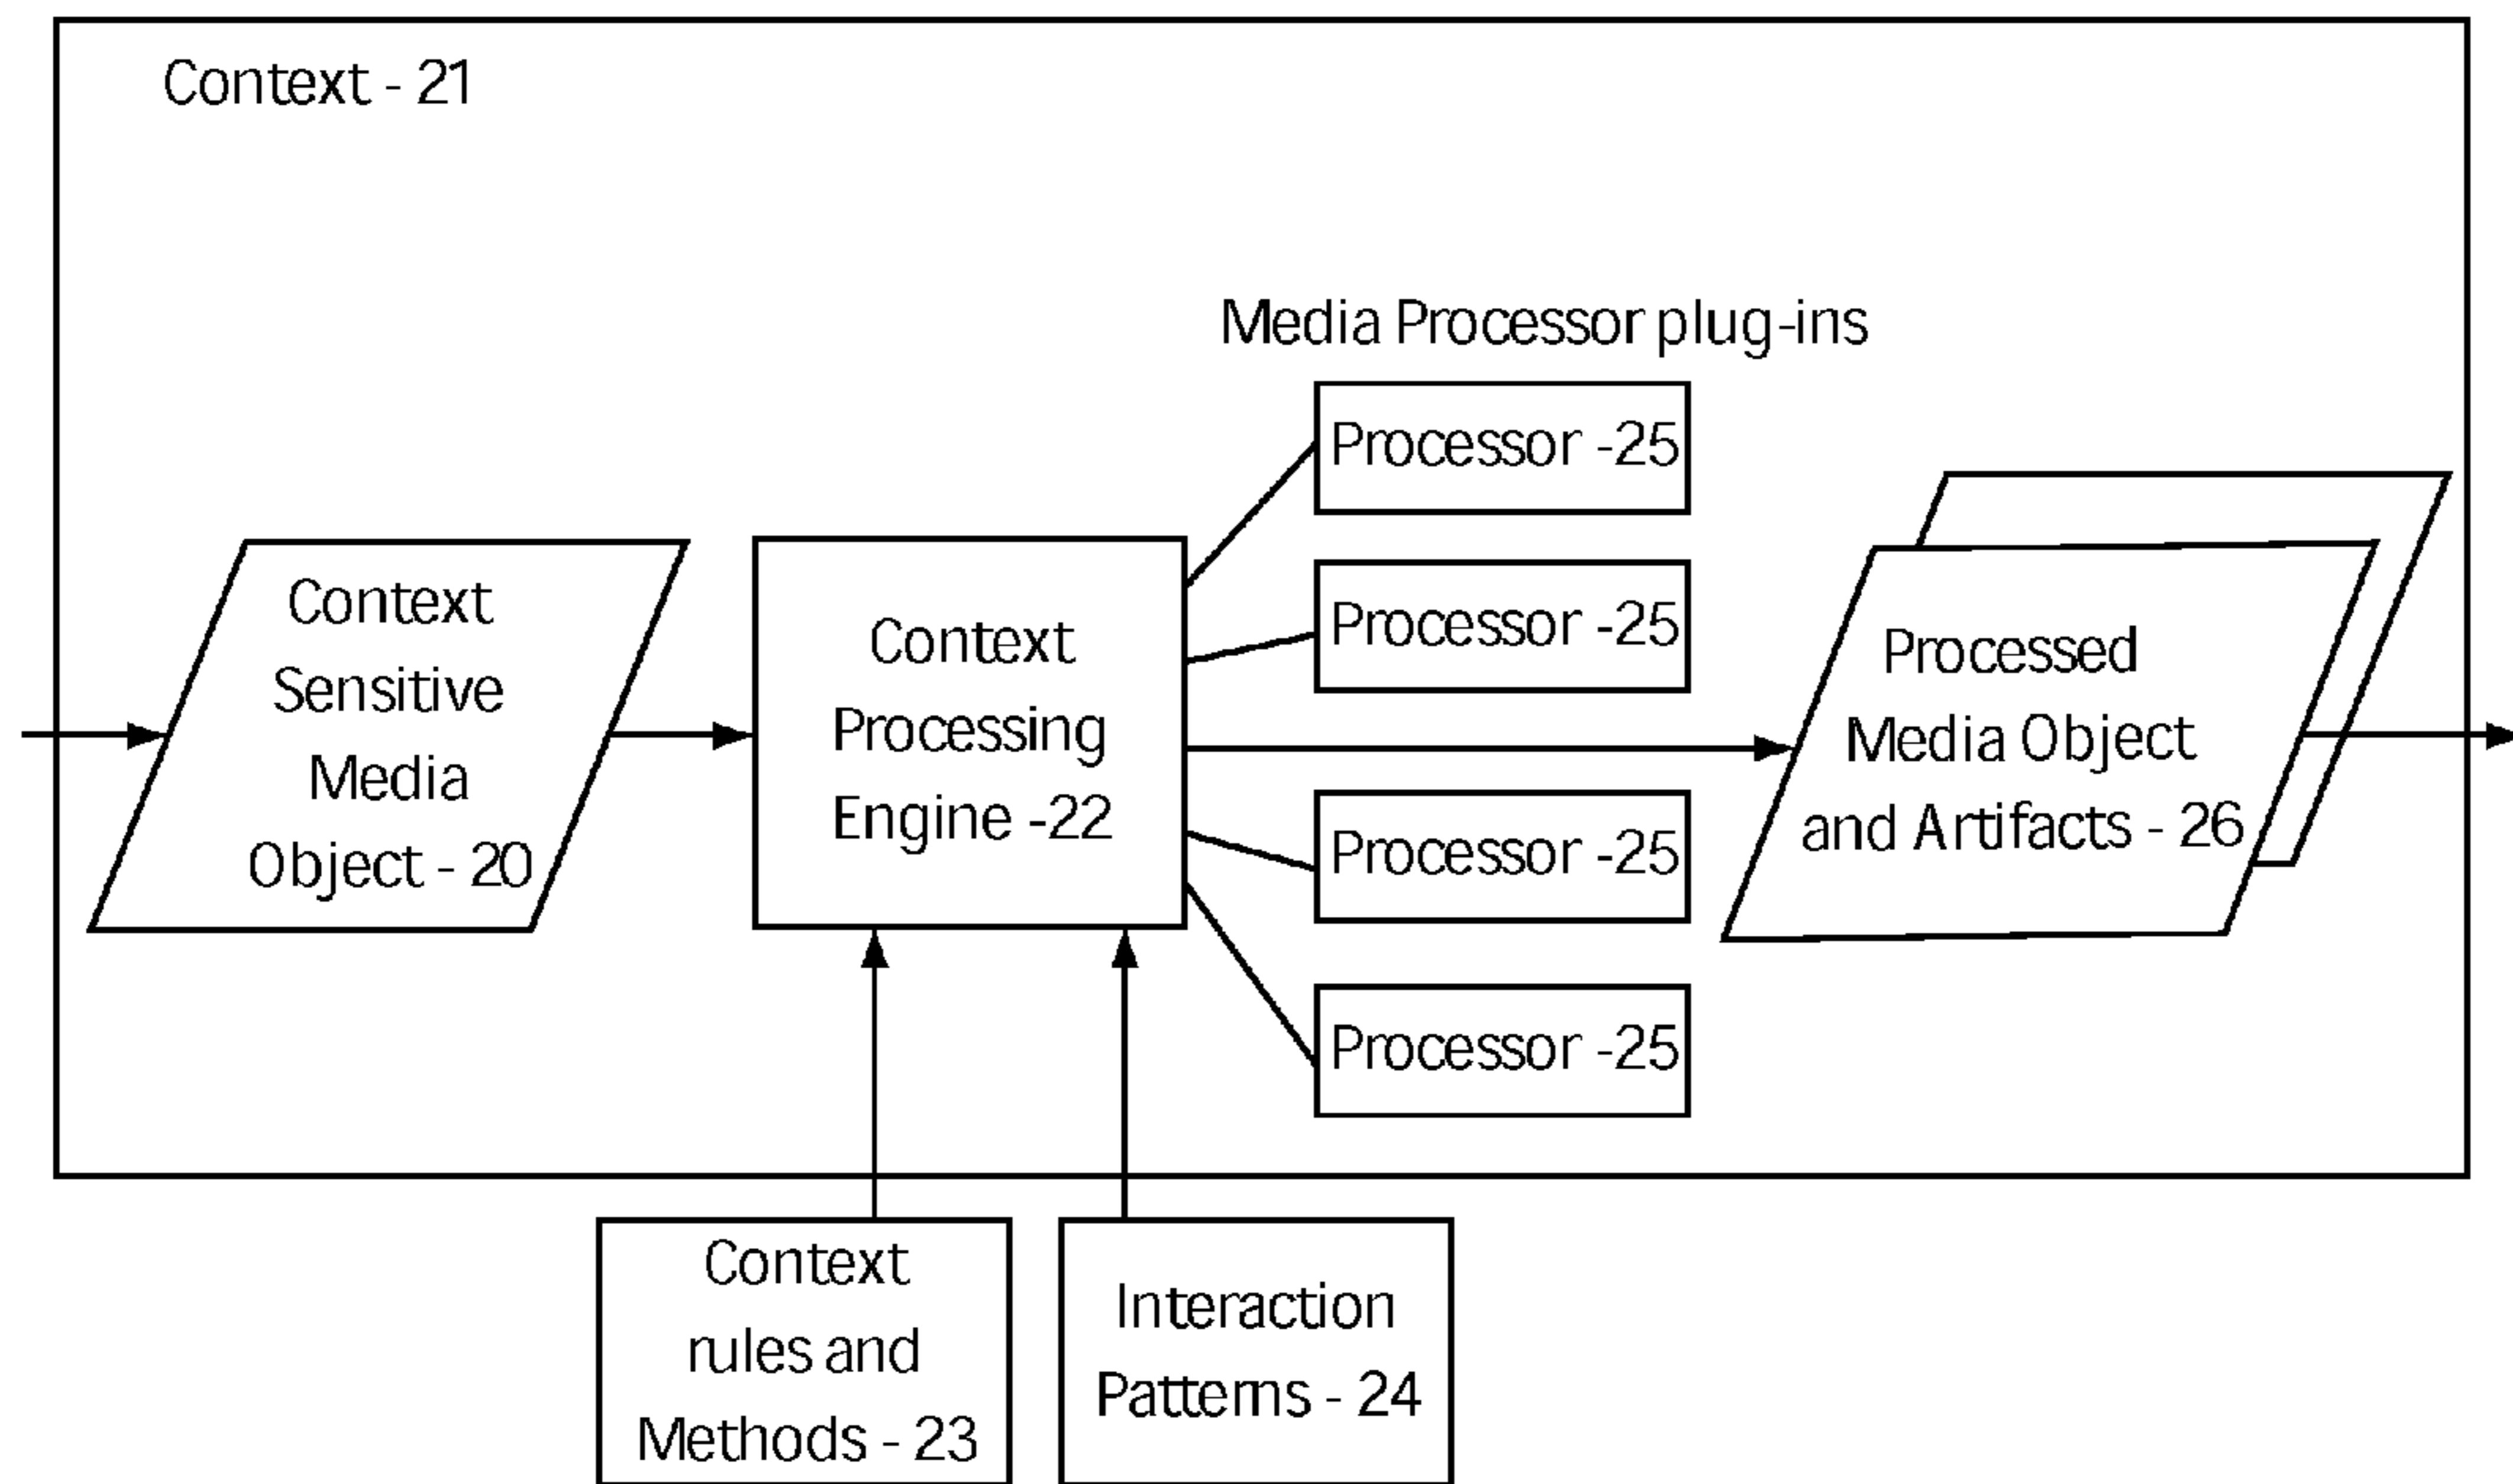 Context - 21
Media Processor plug-ins
Processor -25
Processor -25
Processor -25
Processor -25
Context
Sensitive
Media
Object - 20
Context
Processing
Engine -22
Processed
Media Object
and Artifacts - 26
Context
rules and
Methods - 23
Interaction
Patterns - 24